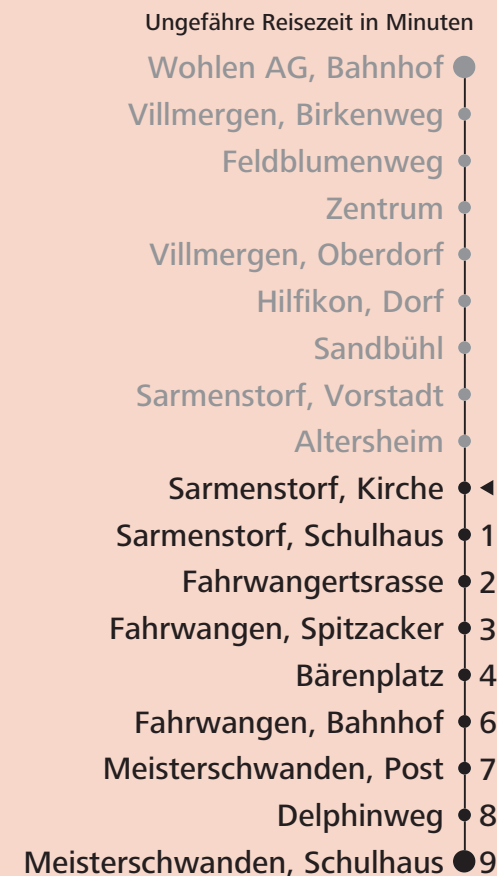 Ungefähre Reisezeit in Minuten
Wohlen AG, Bahnhof
Villmergen, Birkenweg
Feldblumenweg
Zentrum
Villmergen, Oberdorf
Hilfikon, Dorf
Sandbühl
Sarmenstorf, Vorstadt
Altersheim
Sarmenstorf, Kirche
Sarmenstorf, Schulhaus 1
Fahrwangertsrasse 2
Fahrwangen, Spitzacker 3
Bärenplatz 4
Fahrwangen, Bahnhof 6
Meisterschwanden, Post 7
Delphinweg 8
Meisterschwanden, Schulhaus 9